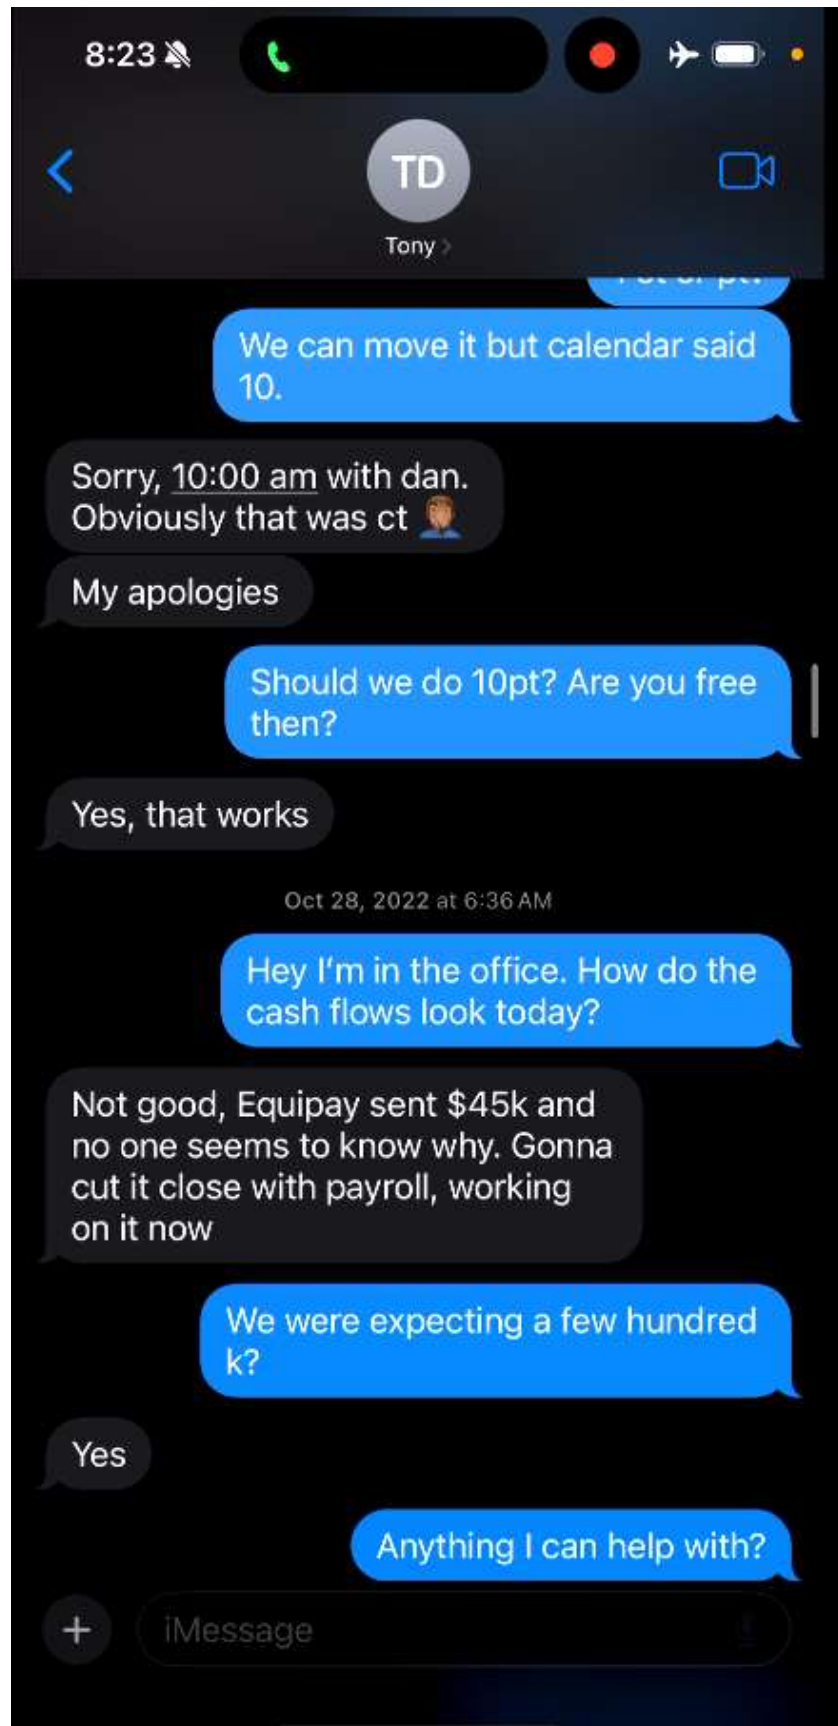 8:23
TD
Tony
We can move it but calendar said
10.
Sorry, 10:00 am with dan.
Obviously that was ct 🤦🏽‍♂️
My apologies
Should we do 10pt? Are you free
then?
Yes, that works
Oct 28, 2022 at 6:36 AM
Hey I’m in the office. How do the
cash flows look today?
Not good, Equipay sent $45k and
no one seems to know why. Gonna
cut it close with payroll, working
on it now
We were expecting a few hundred
k?
Yes
Anything I can help with?
iMessage